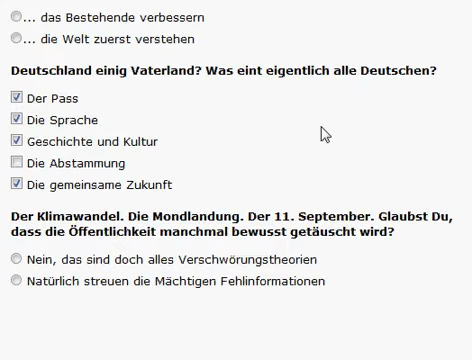 ... das Bestehende verbessern
... die Welt zuerst verstehen
Deutschland einig Vaterland? Was eint eigentlich alle Deutschen?
Der Pass
Die Sprache
Geschichte und Kultur
Die Abstammung
Die gemeinsame Zukunft
Der Klimawandel. Die Mondlandung. Der 11. September. Glaubst Du,
dass die Öffentlichkeit manchmal bewusst getäuscht wird?
Nein, das sind doch alles Verschwörungstheorien
Natürlich streuen die Mächtigen Fehlinformationen